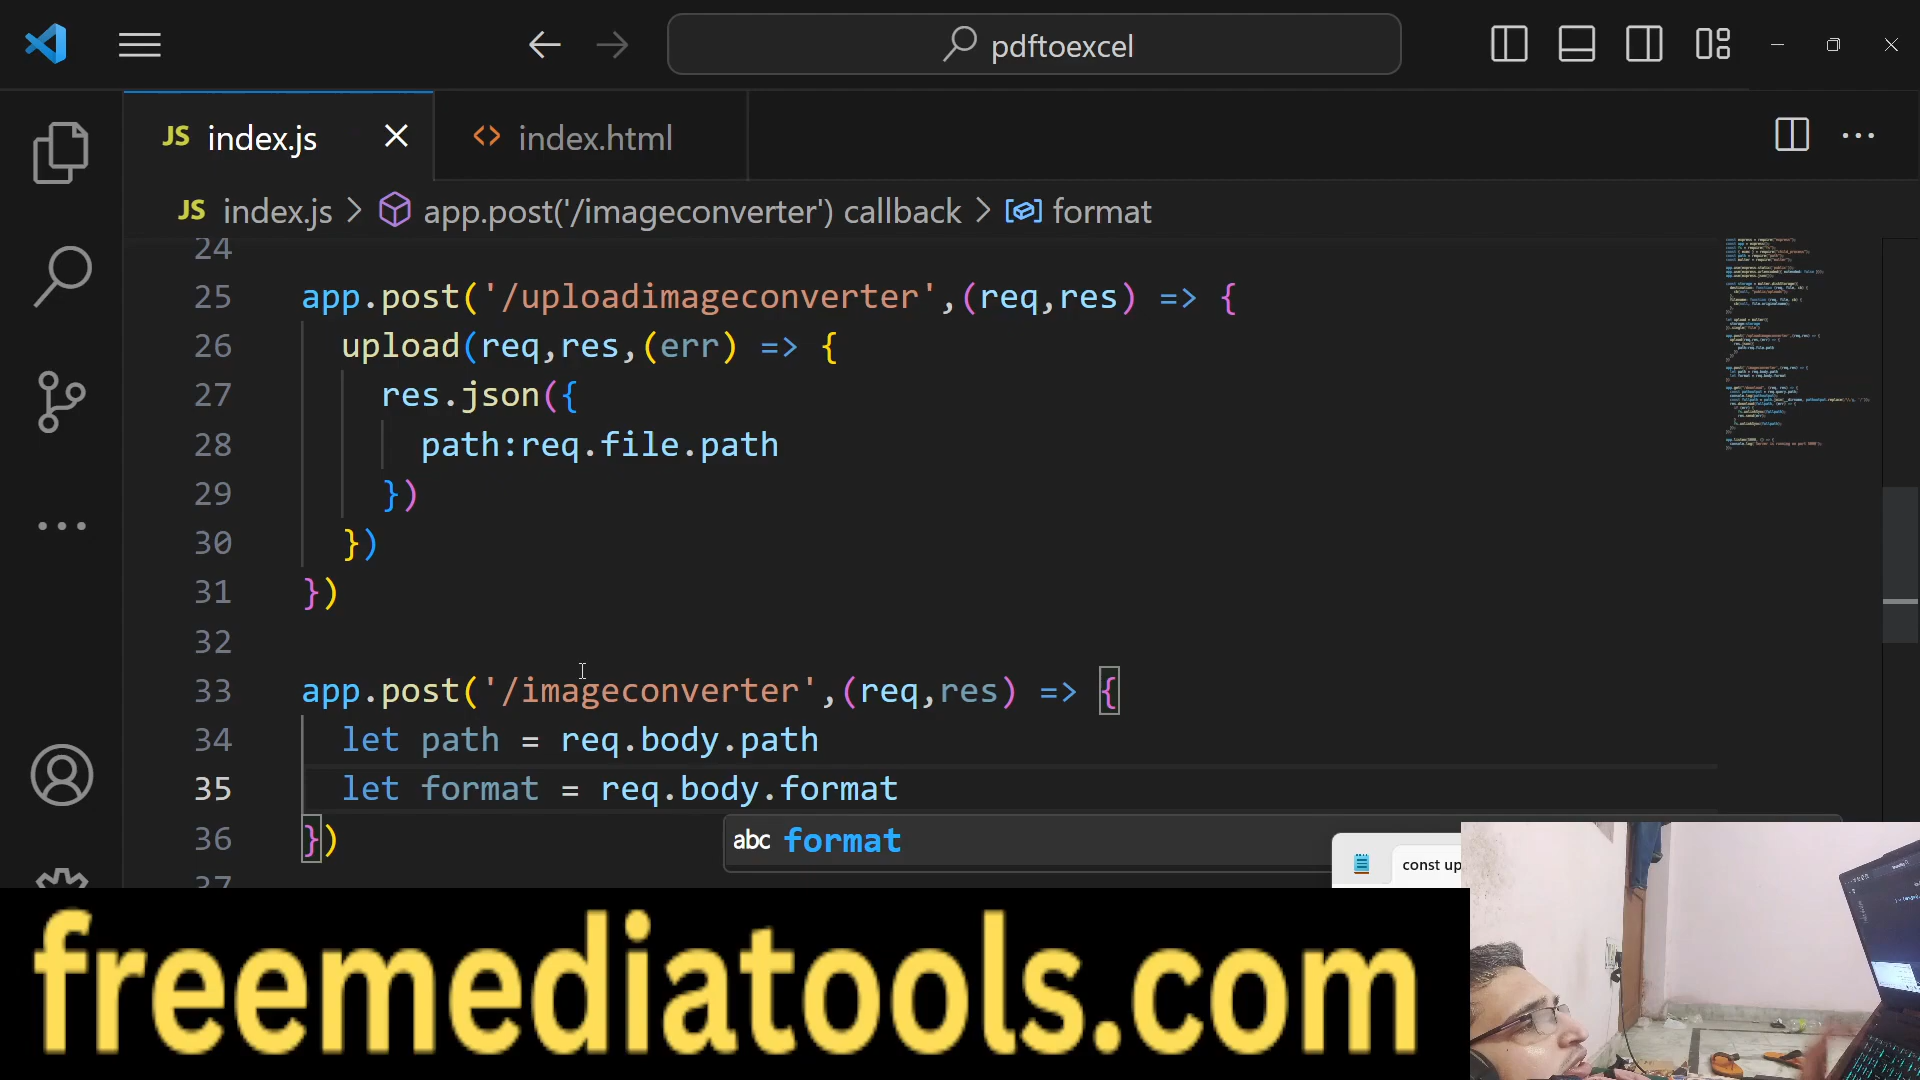 pdftoexcel
JS index.js
<> index.html
JS index.js > app.post('/imageconverter') callback > format
24
25 app.post('/uploadimageconverter',(req,res) => {
26 upload(req,res,(err) => {
27 res.json({
28 path:req.file.path
29 })
30 })
31 })
32
33 app.post('/imageconverter',(req,res) => {
34 let path = req.body.path
35 let format = req.body.format
36 })
abc format
37
const up
freemediatools.com